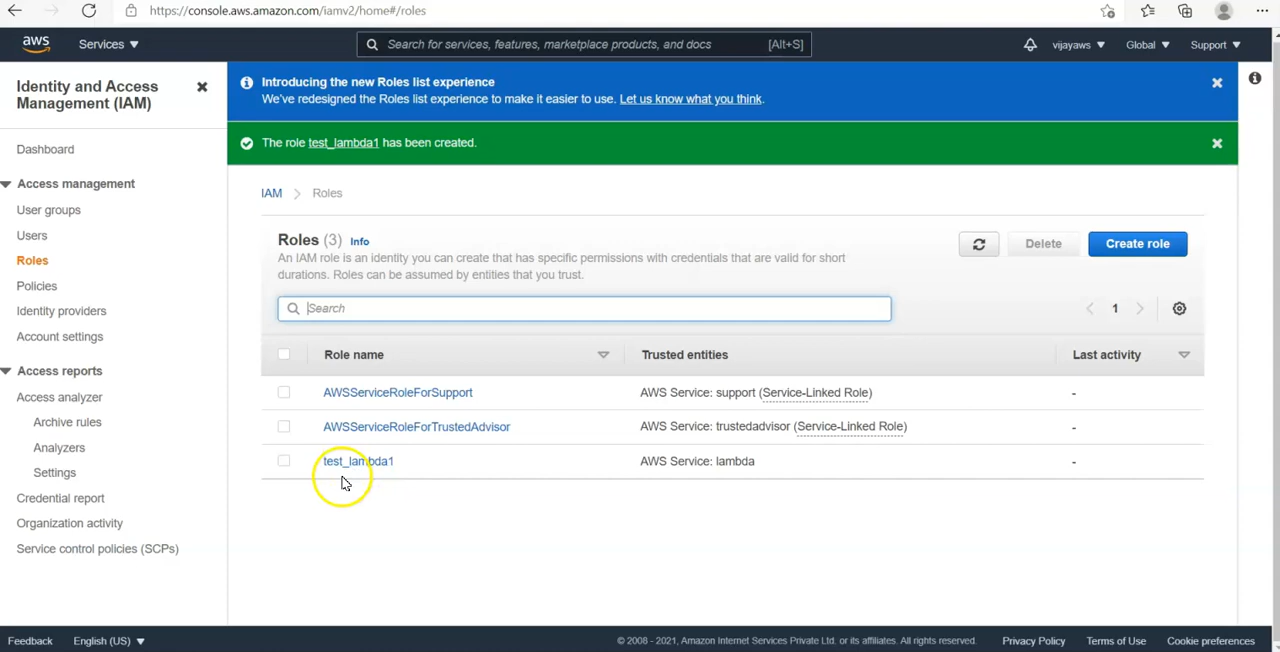 https://console.aws.amazon.com/iamv2/home#/roles
aws
Services
Search for services, features, marketplace products, and docs
[Alt+S]
vijayaws
Global
Support
Identity and Access
Management (IAM)
Dashboard
Access management
User groups
Users
Roles
Policies
Identity providers
Account settings
Access reports
Access analyzer
Archive rules
Analyzers
Settings
Credential report
Organization activity
Service control policies (SCPs)
Introducing the new Roles list experience
We've redesigned the Roles list experience to make it easier to use. Let us know what you think.
The role test_lambda1 has been created.
IAM > Roles
Roles (3) Info
An IAM role is an identity you can create that has specific permissions with credentials that are valid for short
durations. Roles can be assumed by entities that you trust.
Delete
Create role
Search
1
Role name Trusted entities Last activity
AWSServiceRoleForSupport AWS Service: support (Service-Linked Role) -
AWSServiceRoleForTrustedAdvisor AWS Service: trustedadvisor (Service-Linked Role) -
test_lambda1 AWS Service: lambda -
Feedback English (US) © 2008 - 2021, Amazon Internet Services Private Ltd. or its affiliates. All rights reserved. Privacy Policy Terms of Use Cookie preferences